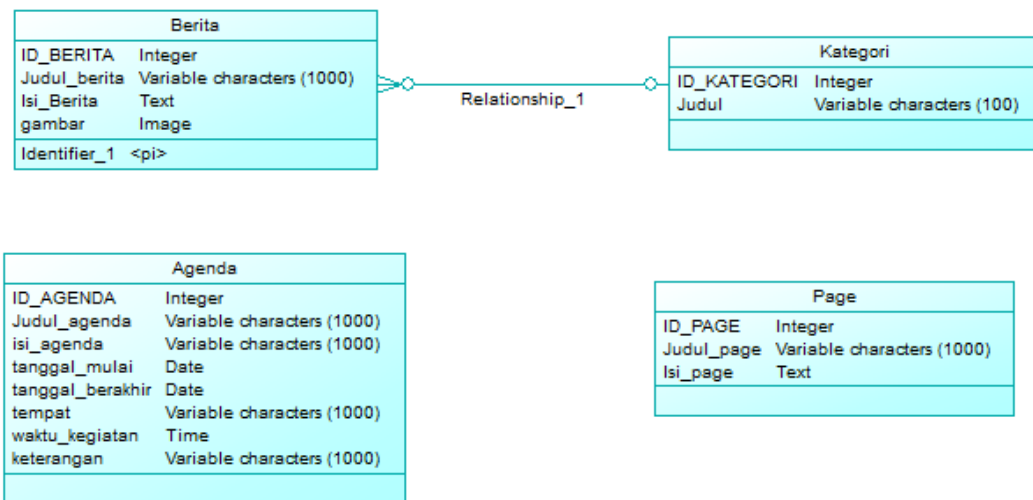 Berita
ID_BERITA Integer
Judul_berita Variable characters (1000)
Isi_Berita Text
gambar Image
Identifier_1 <pi>
Relationship_1
Kategori
ID_KATEGORI Integer
Judul Variable characters (100)
Agenda
ID_AGENDA Integer
Judul_agenda Variable characters (1000)
isi_agenda Variable characters (1000)
tanggal_mulai Date
tanggal_berakhir Date
tempat Variable characters (1000)
waktu_kegiatan Time
keterangan Variable characters (1000)
Page
ID_PAGE Integer
Judul_page Variable characters (1000)
Isi_page Text